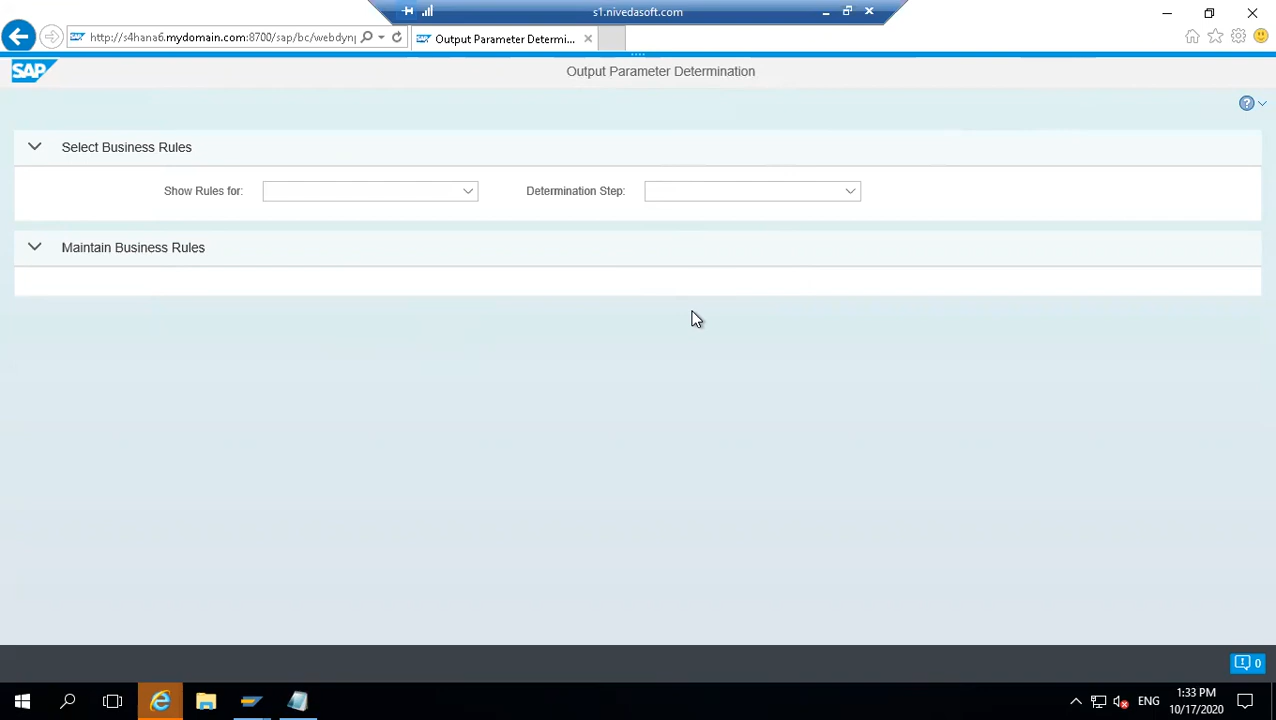 s1.nivedasoft.com
http://s4hana6.mydomain.com:8700/sap/bc/webdynp
Output Parameter Determi...
SAP
Output Parameter Determination
Select Business Rules
Show Rules for:
Determination Step:
Maintain Business Rules
0
ENG
1:33 PM
10/17/2020